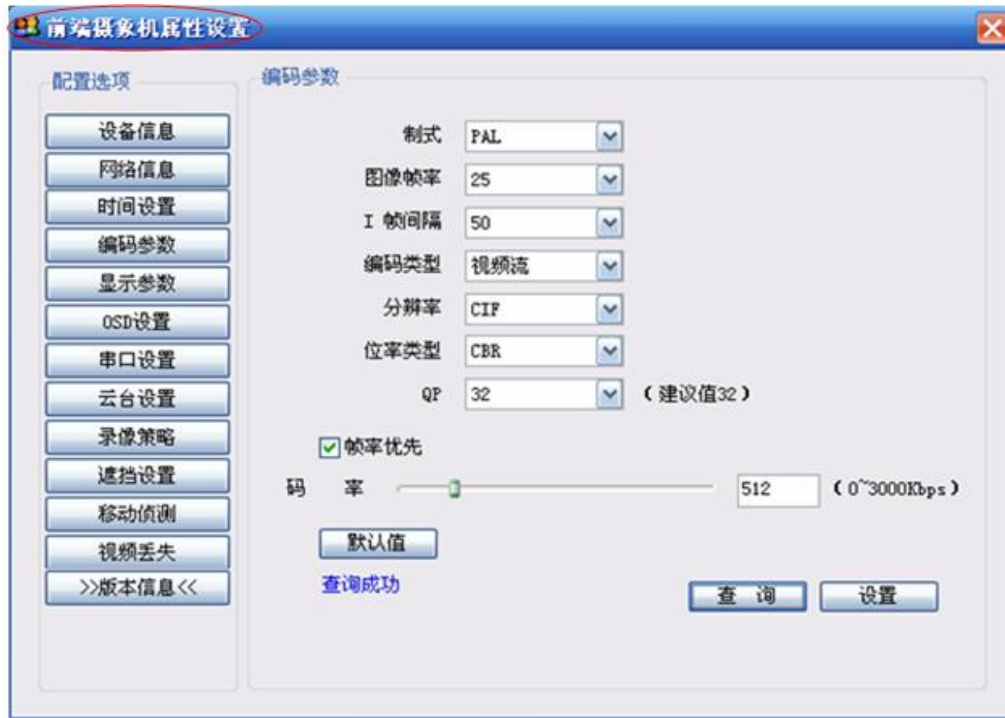 前端摄象机属性设置
配置选项
设备信息
网络信息
时间设置
编码参数
显示参数
OSD设置
串口设置
云台设置
录像策略
遮挡设置
移动侦测
视频丢失
>>版本信息<<
编码参数
制式 PAL
图像帧率 25
I 帧间隔 50
编码类型 视频流
分辨率 CIF
位率类型 CBR
QP 32 (建议值32)
帧率优先
码 率 512 (0~3000Kbps)
默认值
查询成功
查 询 设置